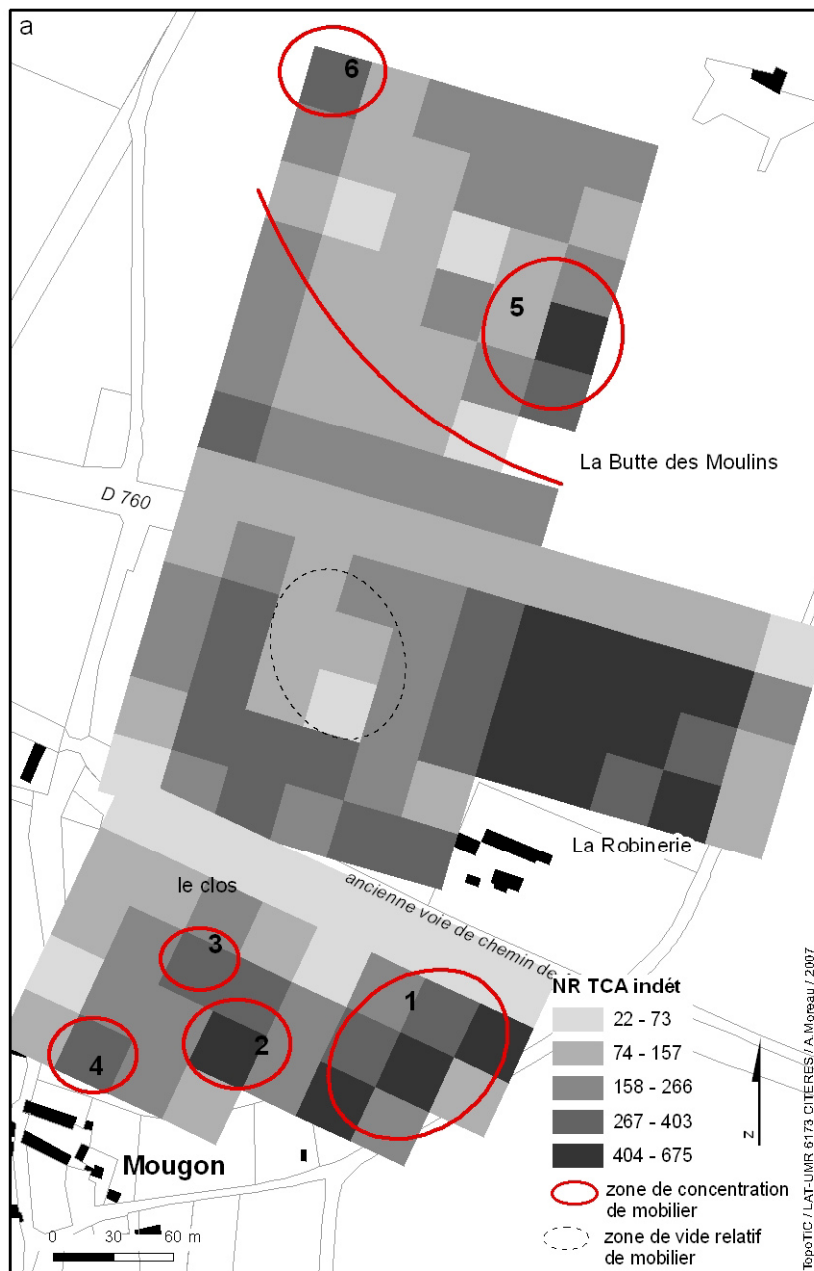 a
6
5
La Butte des Moulins
D 760
La Robinerie
le clos
ancienne voie de chemin de
3
1
2
4
Mougon
0 30 60 m
NR TCA indét
22 - 73
74 - 157
158 - 266
267 - 403
404 - 675
zone de concentration
de mobilier
zone de vide relatif
de mobilier
z
TopoTIC / LAT-UMR 6173 CITERES / A.Moreau / 2007